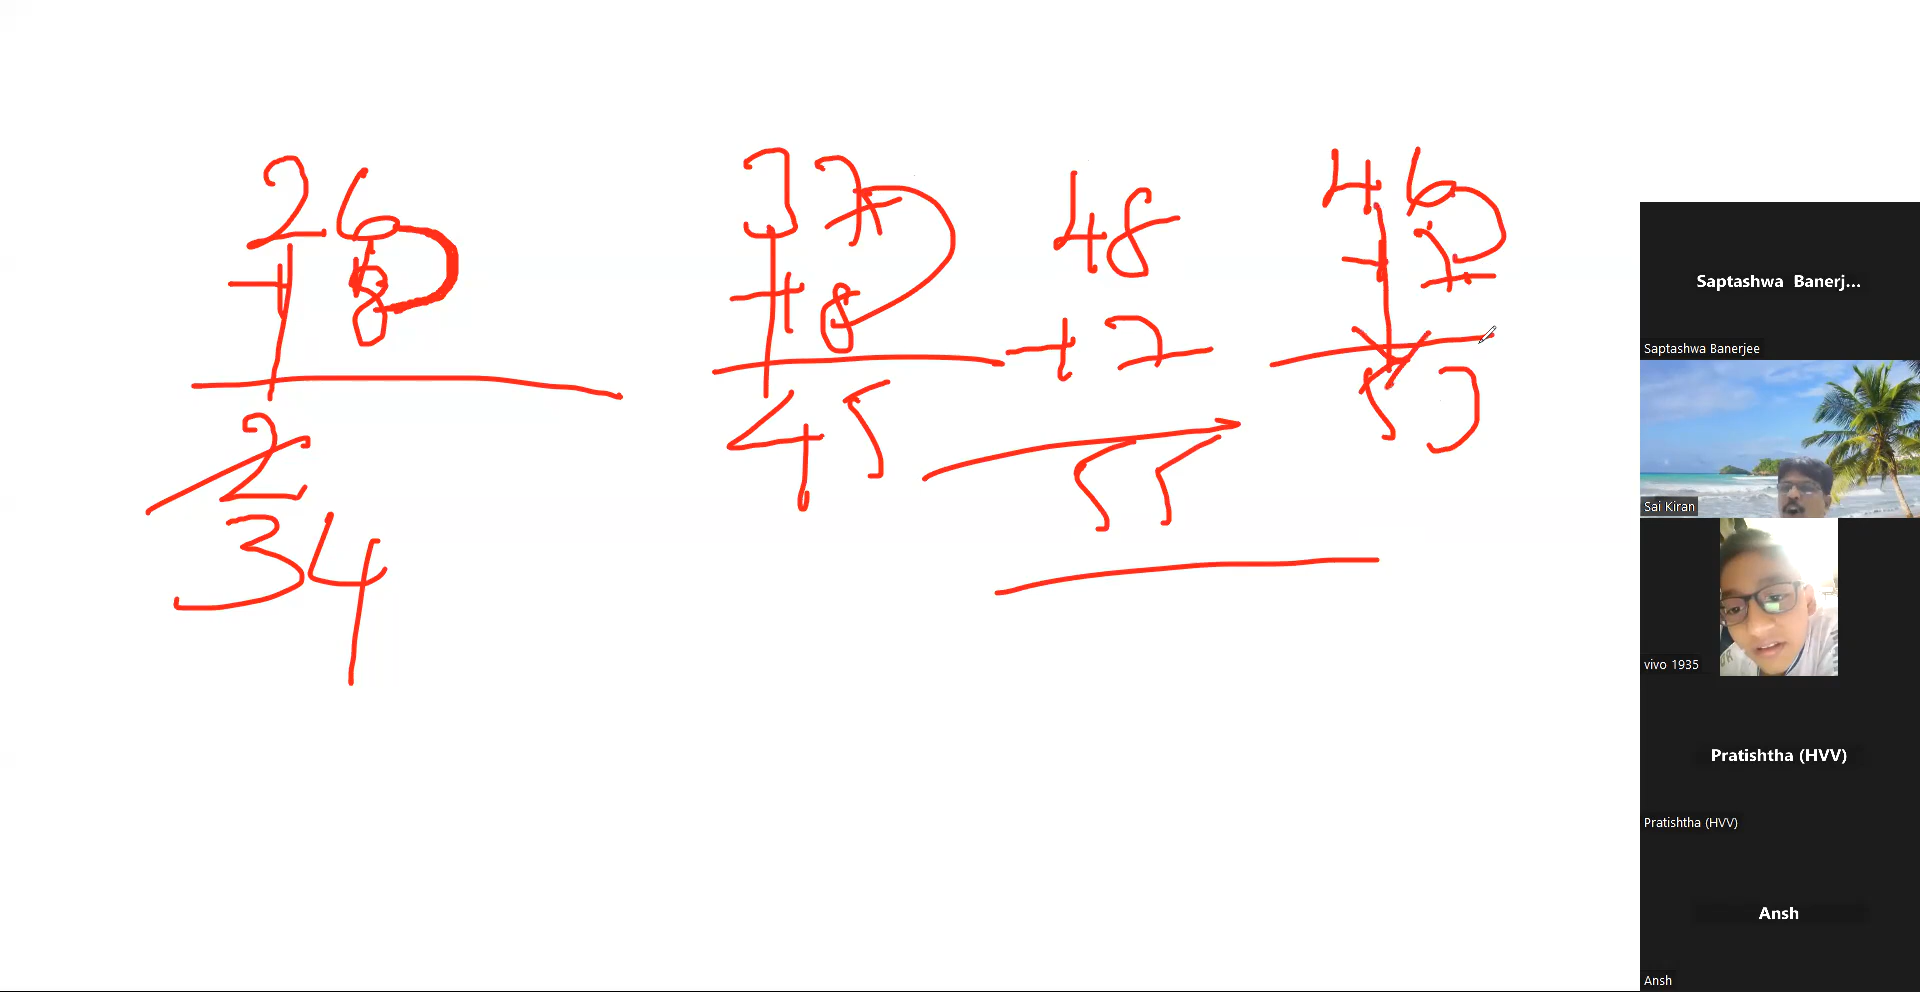 26
+8
2
34
37
+8
45
48
+7
55
46
+7
53
Saptashwa Banerj...
Saptashwa Banerjee
Sai Kiran
vivo 1935
Pratishtha (HVV)
Pratishtha (HVV)
Ansh
Ansh